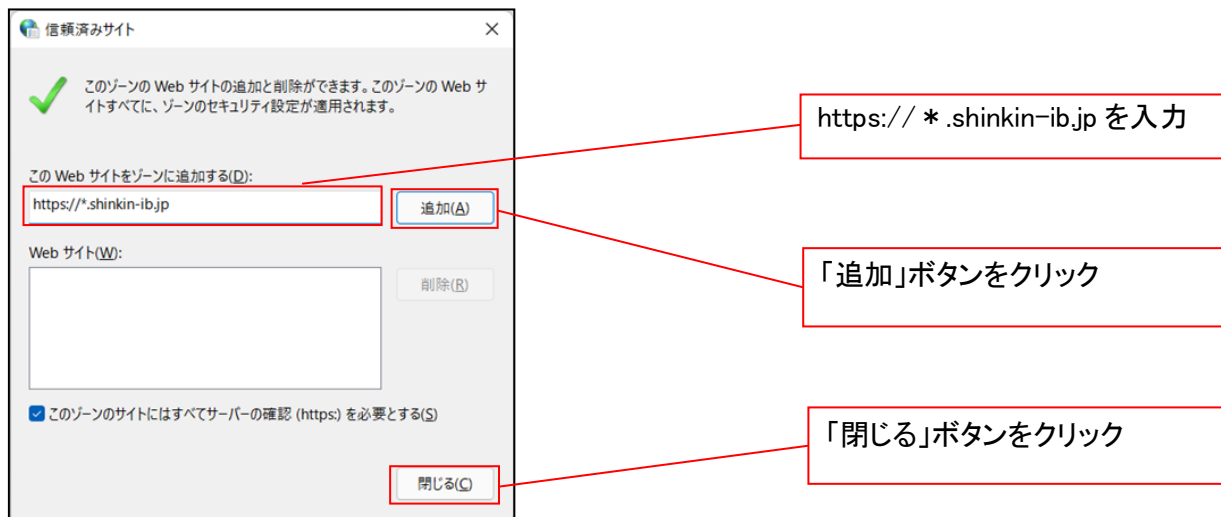 信頼済みサイト
このゾーンの Web サイトの追加と削除ができます。このゾーンの Web サ
イトすべてに、ゾーンのセキュリティ設定が適用されます。
この Web サイトをゾーンに追加する(D):
https://*.shinkin-ib.jp
追加(A)
Web サイト(W):
削除(R)
このゾーンのサイトにはすべてサーバーの確認 (https:) を必要とする(S)
閉じる(C)
https://＊.shinkin-ib.jp を入力
「追加」ボタンをクリック
「閉じる」ボタンをクリック